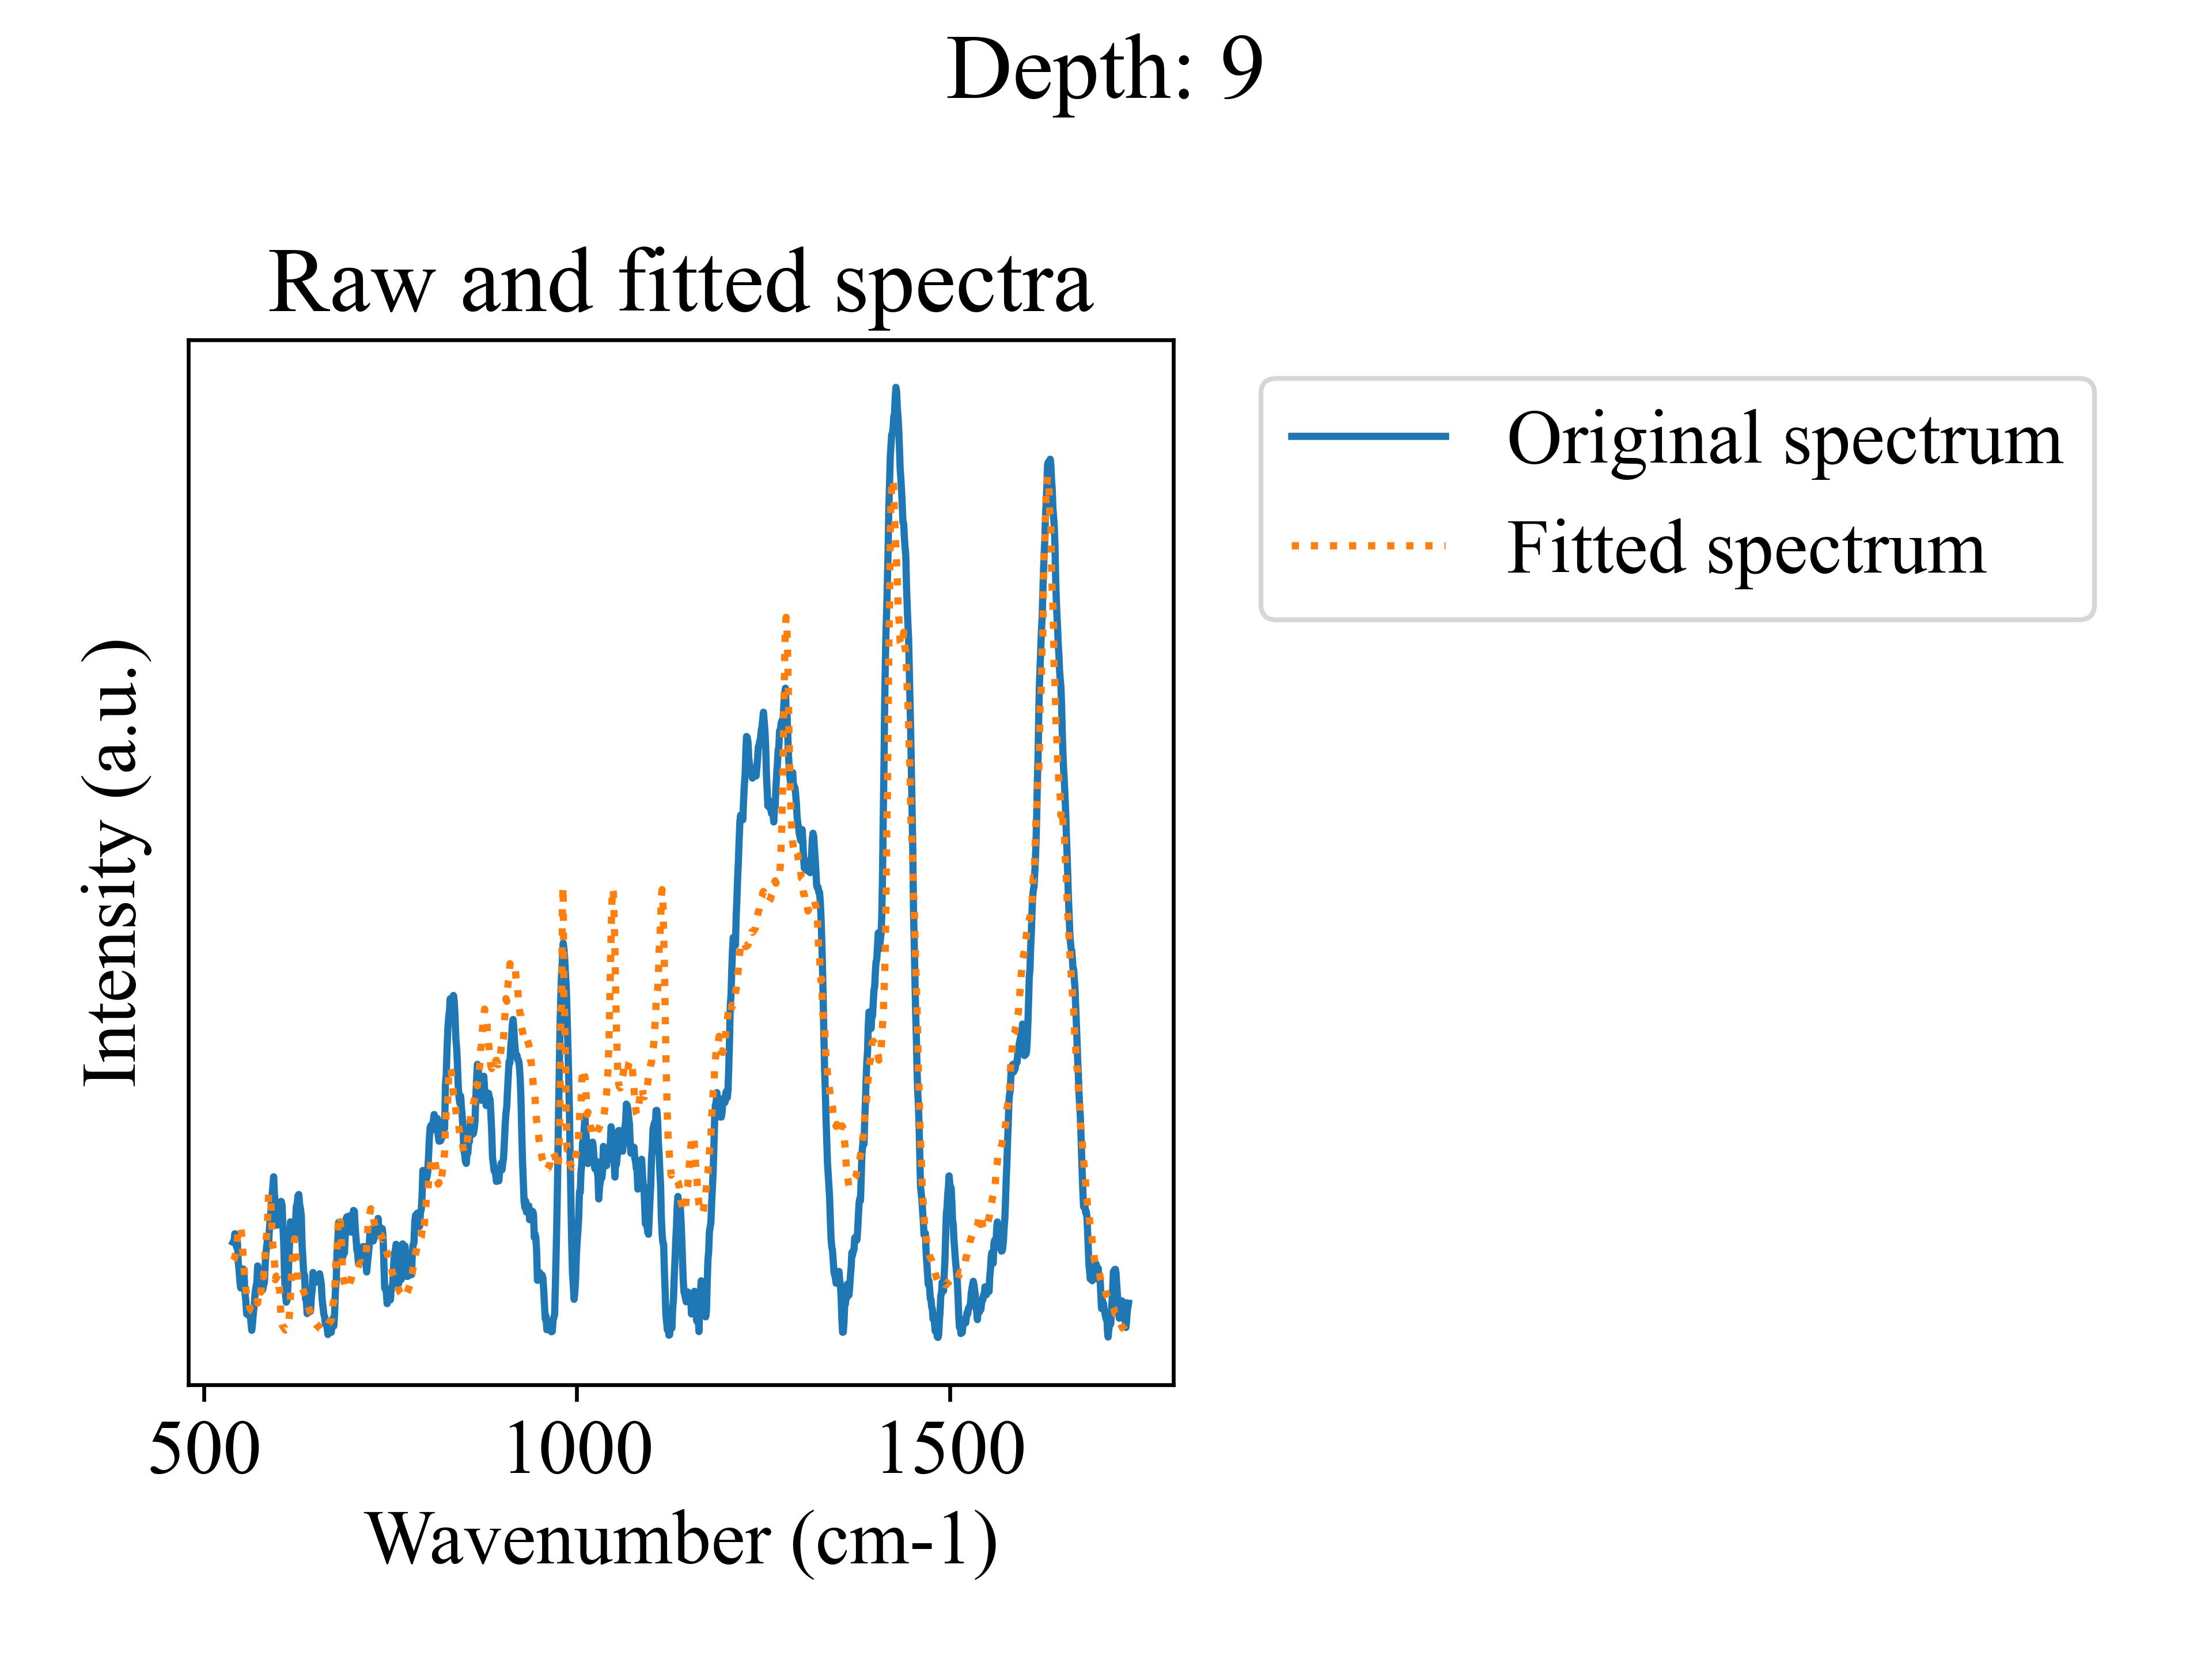 Depth: 9
Raw and fitted spectra
Original spectrum
Fitted spectrum
Intensity (a.u.)
500 1000 1500
Wavenumber (cm-1)